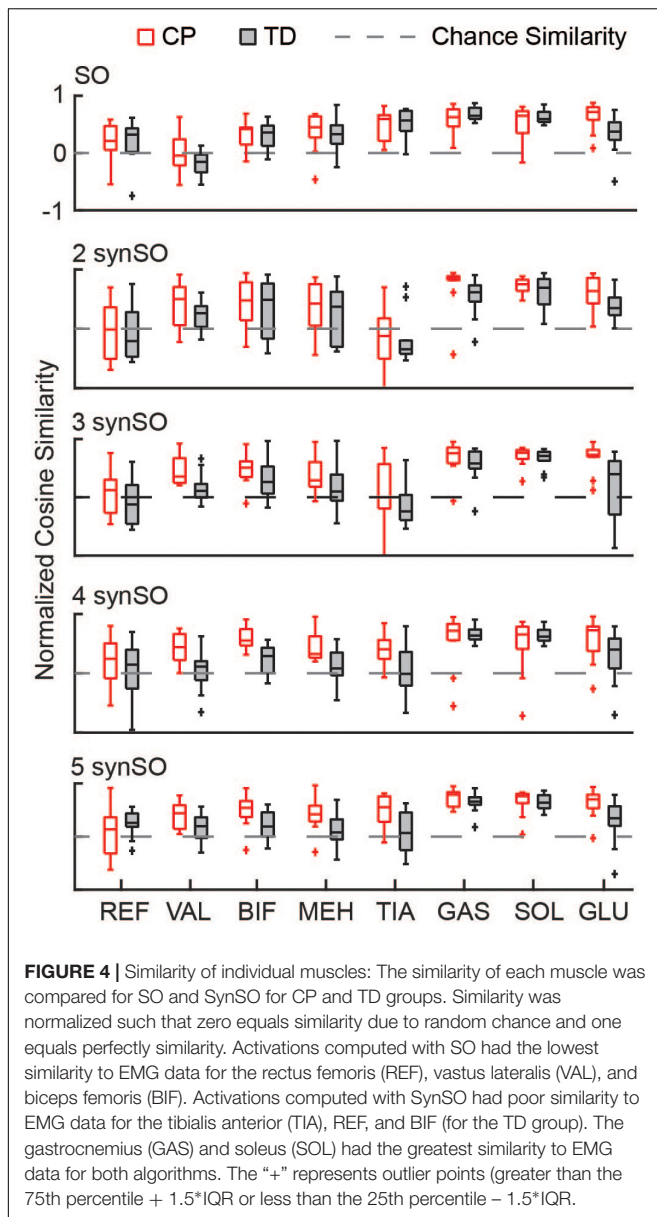 CP TD Chance Similarity
SO
1
0
-1
2 synSO
3 synSO
4 synSO
5 synSO
Normalized Cosine Similarity
REF VAL BIF MEH TIA GAS SOL GLU
FIGURE 4 | Similarity of individual muscles: The similarity of each muscle was
compared for SO and SynSO for CP and TD groups. Similarity was
normalized such that zero equals similarity due to random chance and one
equals perfectly similarity. Activations computed with SO had the lowest
similarity to EMG data for the rectus femoris (REF), vastus lateralis (VAL), and
biceps femoris (BIF). Activations computed with SynSO had poor similarity to
EMG data for the tibialis anterior (TIA), REF, and BIF (for the TD group). The
gastrocnemius (GAS) and soleus (SOL) had the greatest similarity to EMG
data for both algorithms. The “+” represents outlier points (greater than the
75th percentile + 1.5*IQR or less than the 25th percentile – 1.5*IQR.